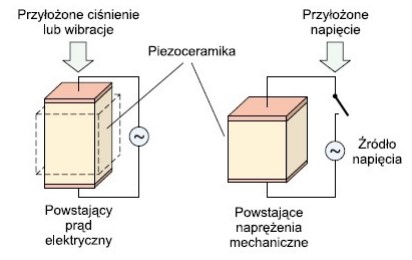 Przyłożone ciśnienie
lub wibracje
Przyłożone
napięcie
Piezoceramika
~
~
Źródło
napięcia
Powstający
prąd
elektryczny
Powstające
naprężenia
mechaniczne